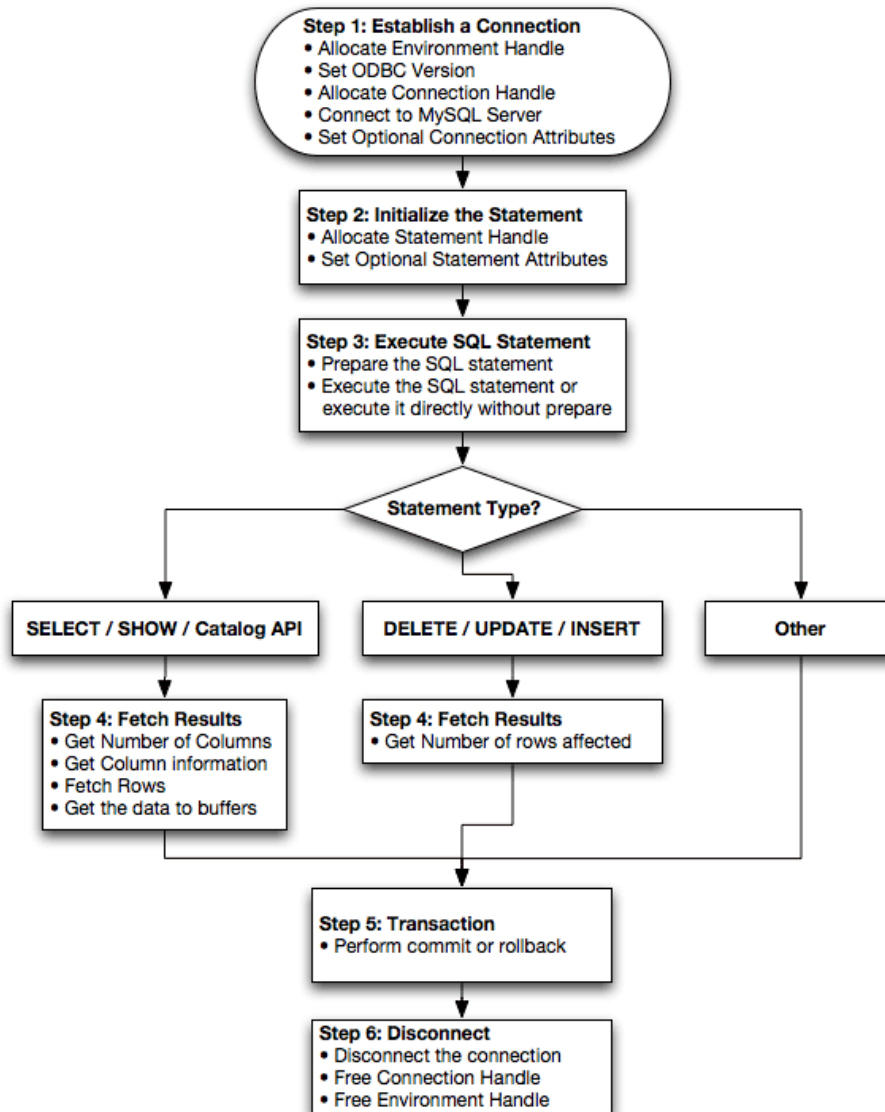 Step 1: Establish a Connection
• Allocate Environment Handle
• Set ODBC Version
• Allocate Connection Handle
• Connect to MySQL Server
• Set Optional Connection Attributes
Step 2: Initialize the Statement
• Allocate Statement Handle
• Set Optional Statement Attributes
Step 3: Execute SQL Statement
• Prepare the SQL statement
• Execute the SQL statement or
execute it directly without prepare
Statement Type?
SELECT / SHOW / Catalog API
DELETE / UPDATE / INSERT
Other
Step 4: Fetch Results
• Get Number of Columns
• Get Column information
• Fetch Rows
• Get the data to buffers
Step 4: Fetch Results
• Get Number of rows affected
Step 5: Transaction
• Perform commit or rollback
Step 6: Disconnect
• Disconnect the connection
• Free Connection Handle
• Free Environment Handle